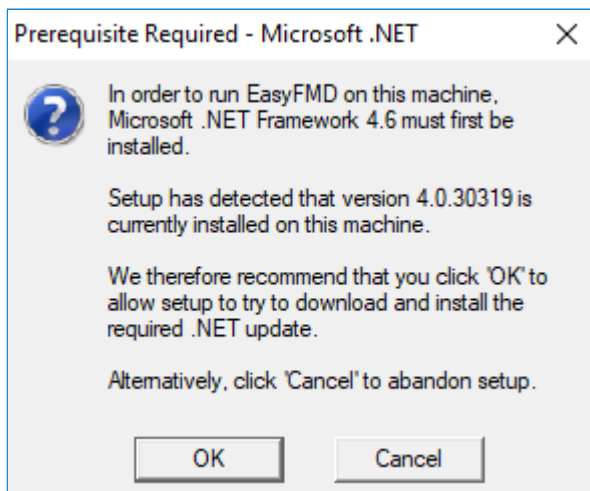 Prerequisite Required - Microsoft .NET
In order to run EasyFMD on this machine,
Microsoft .NET Framework 4.6 must first be
installed.
Setup has detected that version 4.0.30319 is
currently installed on this machine.
We therefore recommend that you click 'OK' to
allow setup to try to download and install the
required .NET update.
Alternatively, click 'Cancel' to abandon setup.
OK
Cancel